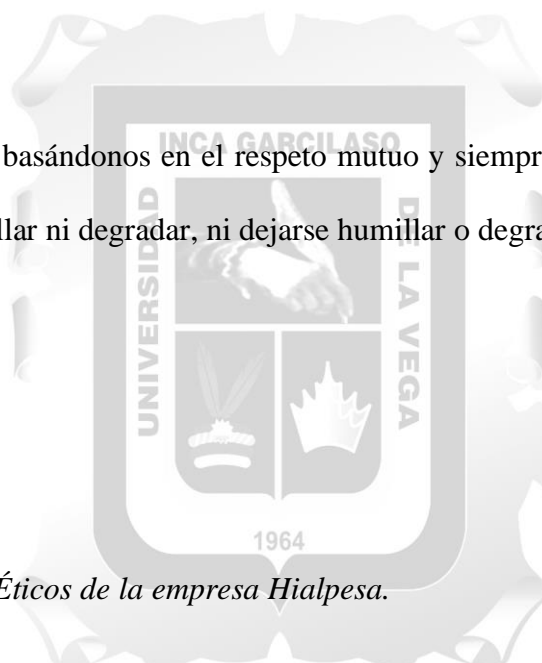 INCA GARCILASO
basándonos en el respeto mutuo y siempr
llar ni degradar, ni dejarse humillar o degra
UNIVERSIDAD
DE LA VEGA
1964
Éticos de la empresa Hialpesa.